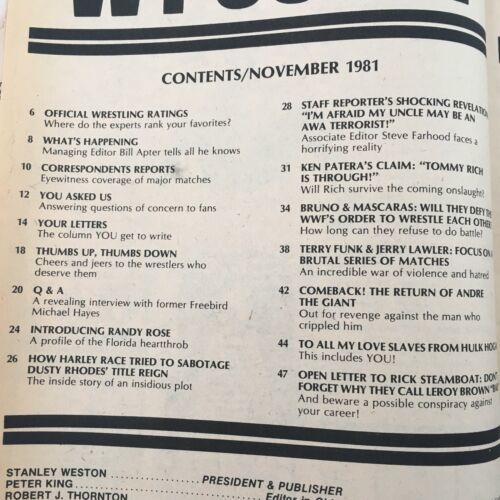 CONTENTS/NOVEMBER 1981
6 OFFICIAL WRESTLING RATINGS
Where do the experts rank your favorites?
8 WHAT'S HAPPENING
Managing Editor Bill Apter tells all he knows
10 CORRESPONDENTS REPORTS
Eyewitness coverage of major matches
12 YOU ASKED US
Answering questions of concern to fans
14 YOUR LETTERS
The column YOU get to write
18 THUMBS UP, THUMBS DOWN
Cheers and jeers to the wrestlers who
deserve them
20 Q & A
A revealing interview with former Freebird
Michael Hayes
24 INTRODUCING RANDY ROSE
A profile of the Florida heartthrob
26 HOW HARLEY RACE TRIED TO SABOTAGE
DUSTY RHODES' TITLE REIGN
The inside story of an insidious plot
28 STAFF REPORTER'S SHOCKING REVELATION
"I'M AFRAID MY UNCLE MAY BE AN
AWA TERRORIST!"
Associate Editor Steve Farhood faces a
horrifying reality
31 KEN PATERA'S CLAIM: "TOMMY RICH
IS THROUGH!"
Will Rich survive the coming onslaught?
34 BRUNO & MASCARAS: WILL THEY DEFY THE
WWF'S ORDER TO WRESTLE EACH OTHER
How long can they refuse to do battle?
38 TERRY FUNK & JERRY LAWLER: FOCUS ON
BRUTAL SERIES OF MATCHES
An incredible war of violence and hatred
42 COMEBACK! THE RETURN OF ANDRE
THE GIANT
Out for revenge against the man who
crippled him
44 TO ALL MY LOVE SLAVES FROM HULK HOGA
This includes YOU!
47 OPEN LETTER TO RICK STEAMBOAT: DON'T
FORGET WHY THEY CALL LEROY BROWN "BA
And beware a possible conspiracy against
your career!
STANLEY WESTON PRESIDENT & PUBLISHER
PETER KING
ROBERT J. THORNTON